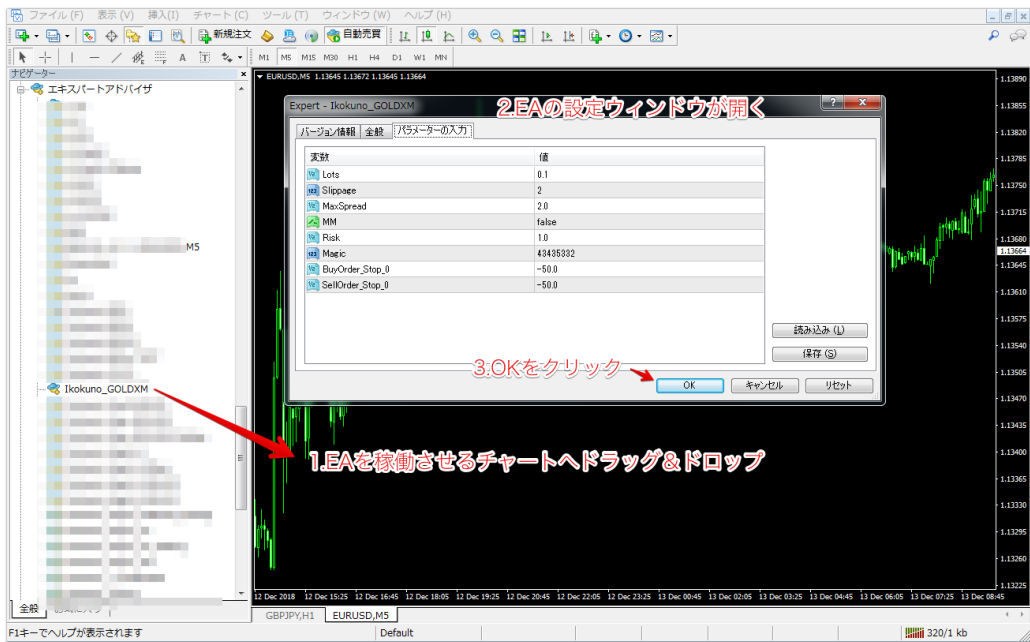 ファイル (F) 表示 (V) 挿入(I) チャート (C) ツール (T) ウィンドウ (W) ヘルプ (H)
新規注文 自動売買
A T M1 M5 M15 M30 H1 H4 D1 W1 MN
ナビゲーター
エキスパートアドバイザ
M5
Ikokuno_GOLDXM
全般
EURUSD,M5 1.13645 1.13672 1.13645 1.13664
Expert - Ikokuno_GOLDXM
2.EAの設定ウィンドウが開く
バージョン情報 全般 パラメーターの入力
変数 値
Lots 0.1
Slippage 2
MaxSpread 2.0
MM false
Risk 1.0
Magic 43435332
BuyOrder_Stop_0 -50.0
SellOrder_Stop_0 -50.0
読み込み (L)
保存 (S)
3.OKをクリック
OK キャンセル リセット
1.EAを稼働させるチャートへドラッグ&ドロップ
1.13890
1.13855
1.13820
1.13785
1.13750
1.13715
1.13680
1.13664
1.13645
1.13610
1.13575
1.13540
1.13505
1.13470
1.13435
1.13400
1.13365
1.13330
1.13295
1.13260
1.13225
12 Dec 2018 12 Dec 15:25 12 Dec 16:45 12 Dec 18:05 12 Dec 19:25 12 Dec 20:45 12 Dec 22:05 12 Dec 23:25 13 Dec 00:45 13 Dec 02:05 13 Dec 03:25 13 Dec 04:45 13 Dec 06:05 13 Dec 07:25 13 Dec 08:45
GBPJPY,H1 EURUSD,M5
F1キーでヘルプが表示されます Default 320/1 kb